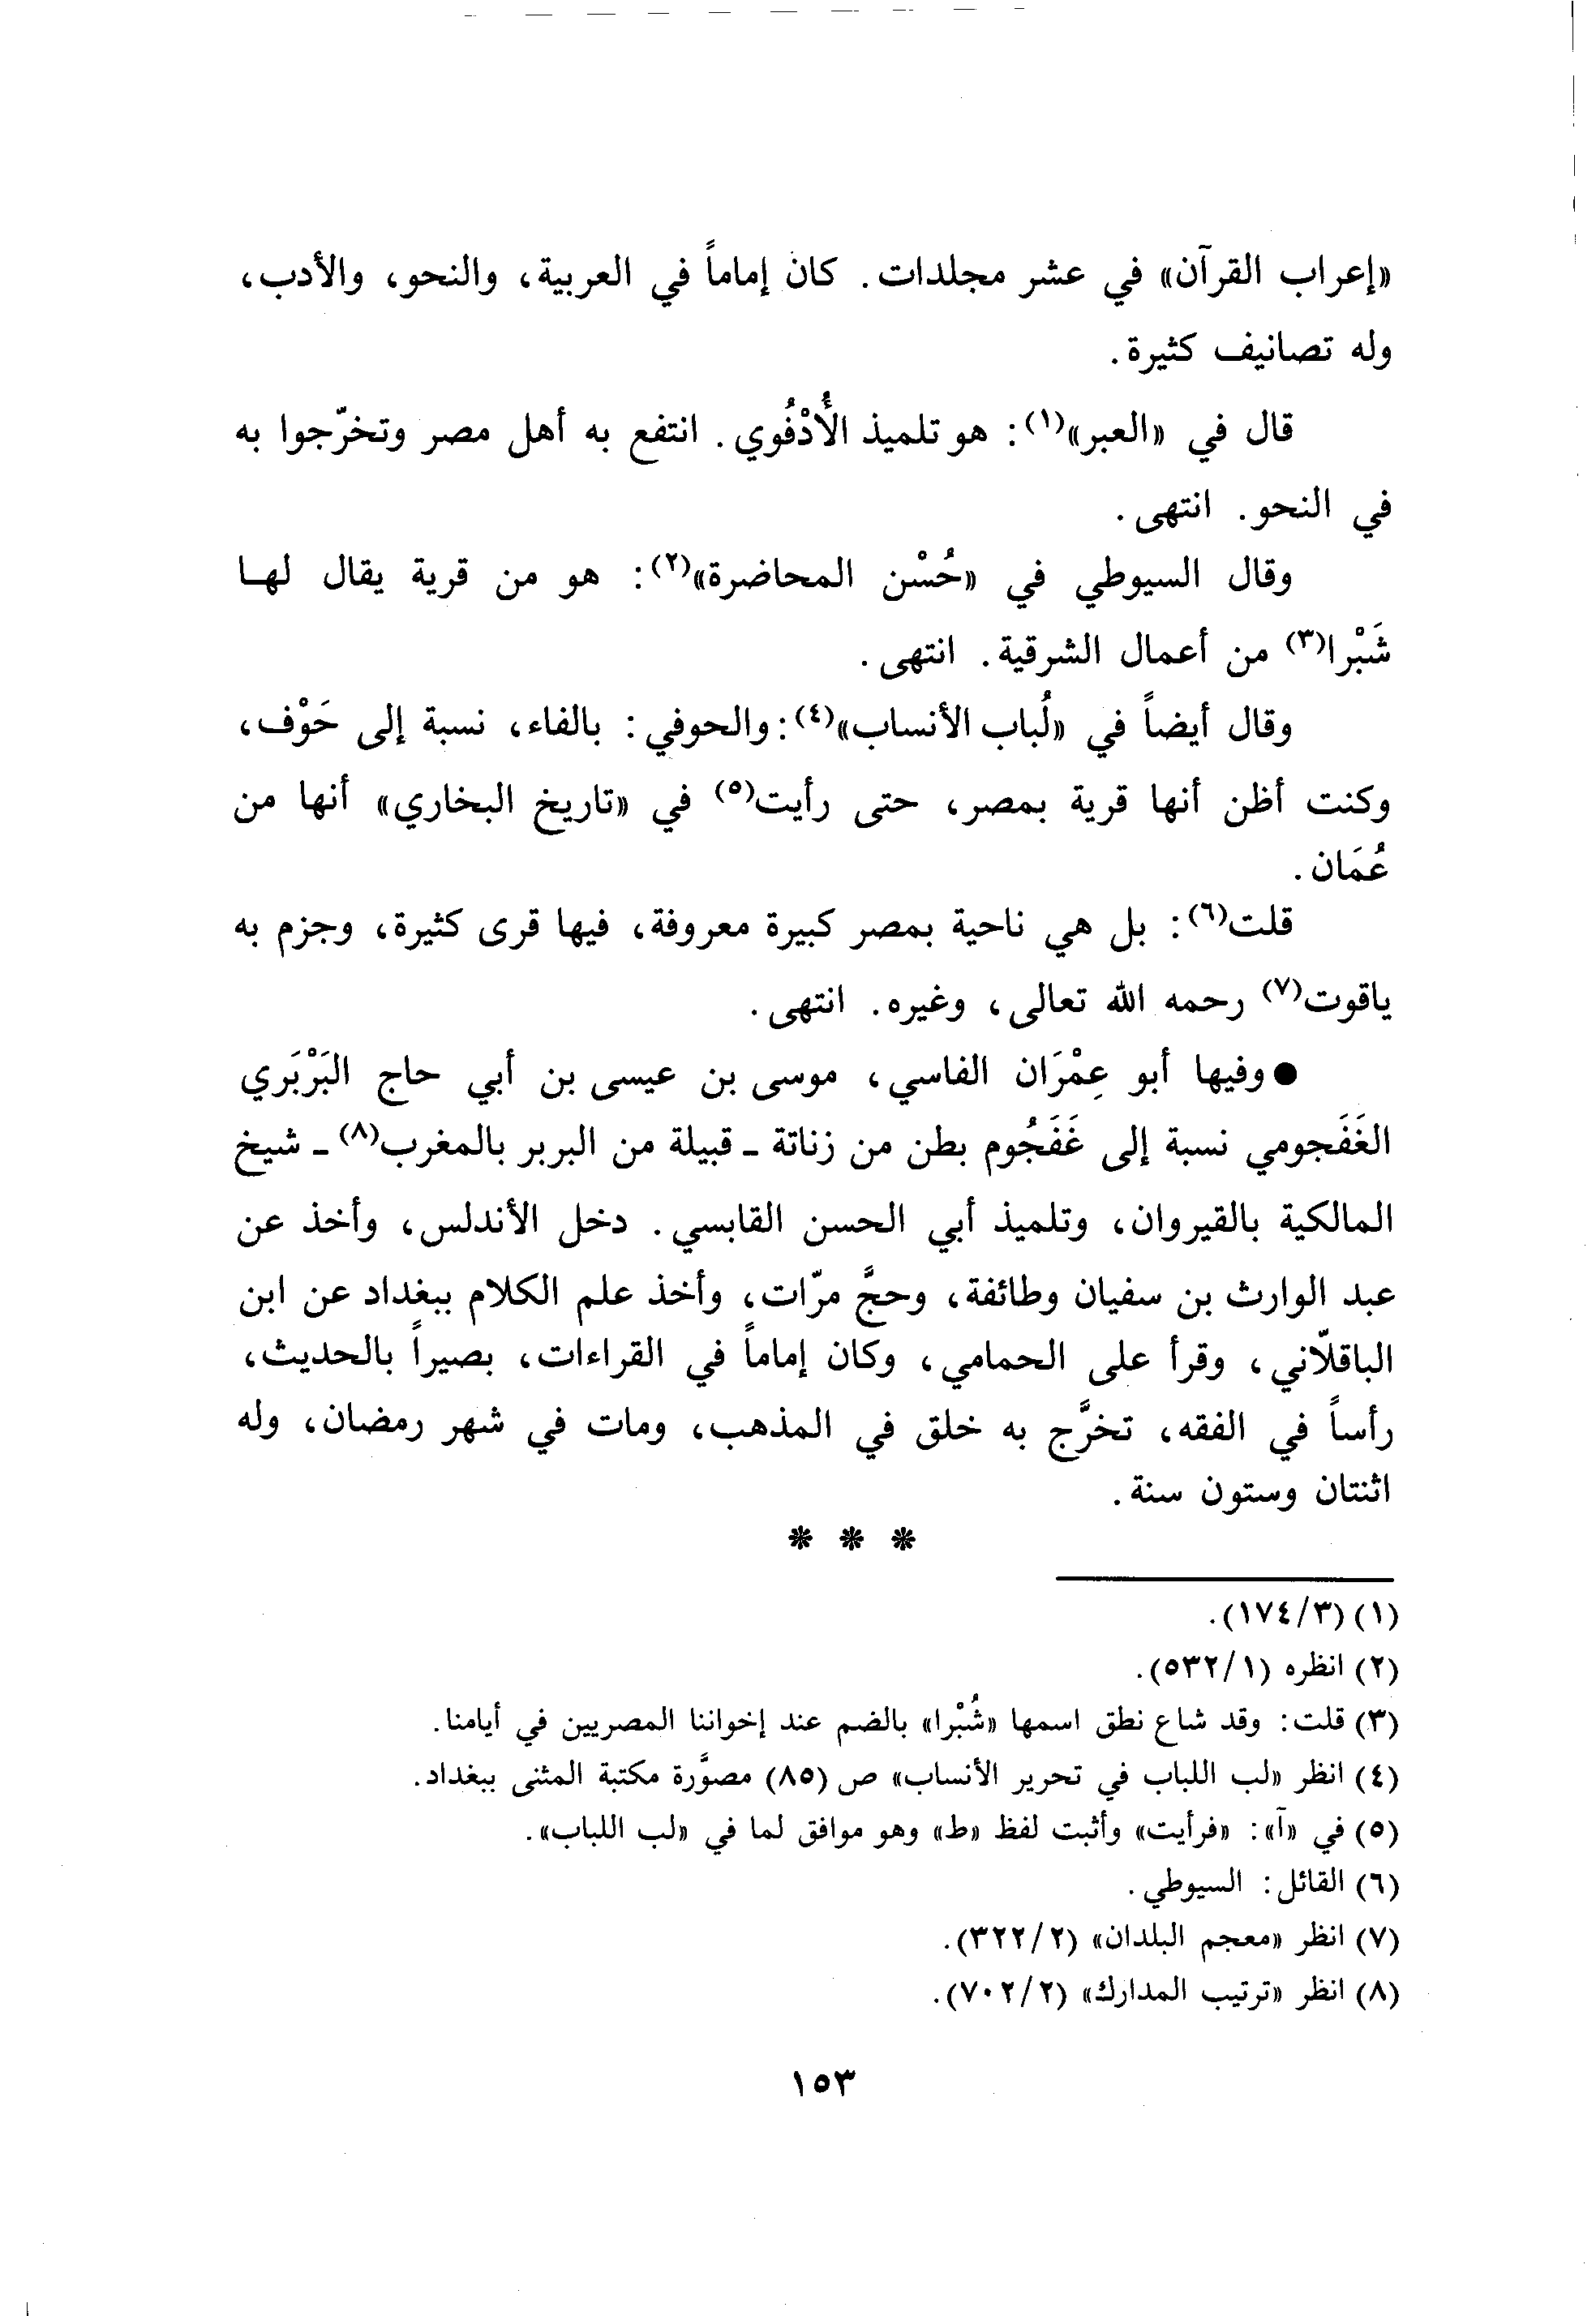 «إعراب القرآن» في عشر مجلدات. كان إماماً في العربية، والنحو، والأدب،
وله تصانيف كثيرة.
قال في «العبر»(١): هو تلميذ الأُدْفُوي. انتفع به أهل مصر وتخرّجوا به
في النحو. انتهى.
وقال السيوطي في «حُسْن المحاضرة»(٢): هو من قرية يقال لهـا
شَبْرا(٣) من أعمال الشرقية. انتهى.
وقال أيضاً في «لُباب الأنساب»(٤): والحوفي: بالفاء، نسبة إلى حَوْف،
وكنت أظن أنها قرية بمصر، حتى رأيت(٥) في «تاريخ البخاري» أنها من
عُمَان.
قلت(٦): بل هي ناحية بمصر كبيرة معروفة، فيها قرى كثيرة، وجزم به
ياقوت(٧) رحمه الله تعالى، وغيره. انتهى.
● وفيها أبو عِمْرَان الفاسي، موسى بن عيسى بن أبي حاج البَرْبَري
الغَفَجومي نسبة إلى غَفَجُوم بطن من زناتة ـ قبيلة من البربر بالمغرب(٨) ـ شيخ
المالكية بالقيروان، وتلميذ أبي الحسن القابسي. دخل الأندلس، وأخذ عن
عبد الوارث بن سفيان وطائفة، وحجَّ مرّات، وأخذ علم الكلام ببغداد عن ابن
الباقلّاني، وقرأ على الحمامي، وكان إماماً في القراءات، بصيراً بالحديث،
رأساً في الفقه، تخرَّج به خلق في المذهب، ومات في شهر رمضان، وله
اثنتان وستون سنة.
* * *
(١) (١٧٤/٣).
(٢) انظره (٥٣٢/١).
(٣) قلت: وقد شاع نطق اسمها «شُبْرا» بالضم عند إخواننا المصريين في أيامنا.
(٤) انظر «لب اللباب في تحرير الأنساب» ص (٨٥) مصوَّرة مكتبة المثنى ببغداد.
(٥) في «آ»: «فرأيت» وأثبت لفظ «ط» وهو موافق لما في «لب اللباب».
(٦) القائل: السيوطي.
(٧) انظر «معجم البلدان» (٣٢٢/٢).
(٨) انظر «ترتيب المدارك» (٧٠٢/٢).
١٥٣